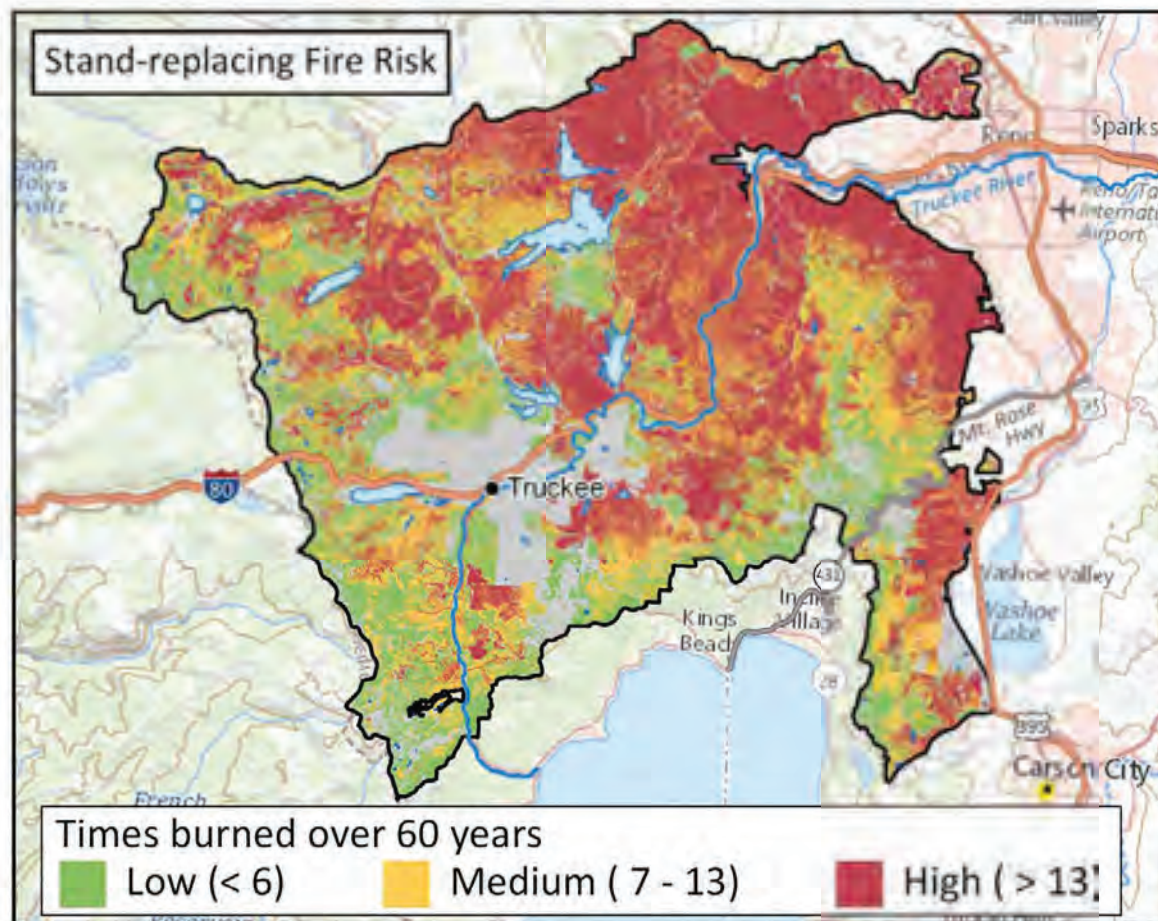 Stand-replacing Fire Risk
Valley
Sparks
Truckee River
Internat
Airport
Mt. Rose
Hwy
80
Truckee
431
Kings
Beach
Village
28
Washoe Valley
Washoe
Lake
395
Carson City
French
Times burned over 60 years
Low (< 6)
Medium ( 7 - 13)
High ( > 13)